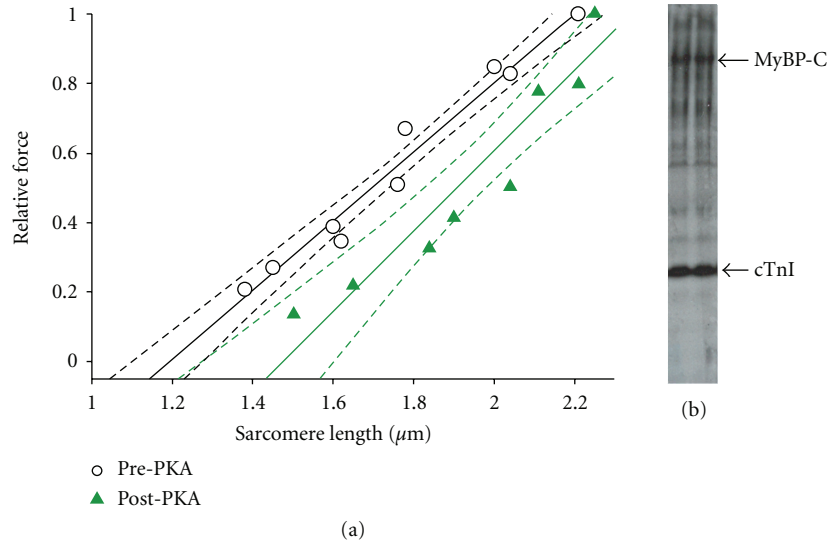 1
0.8
0.6
0.4
0.2
0
Relative force
1
1.2
1.4
1.6
1.8
2
2.2
Sarcomere length (μm)
Pre-PKA
Post-PKA
(a)
MyBP-C
cTnI
(b)